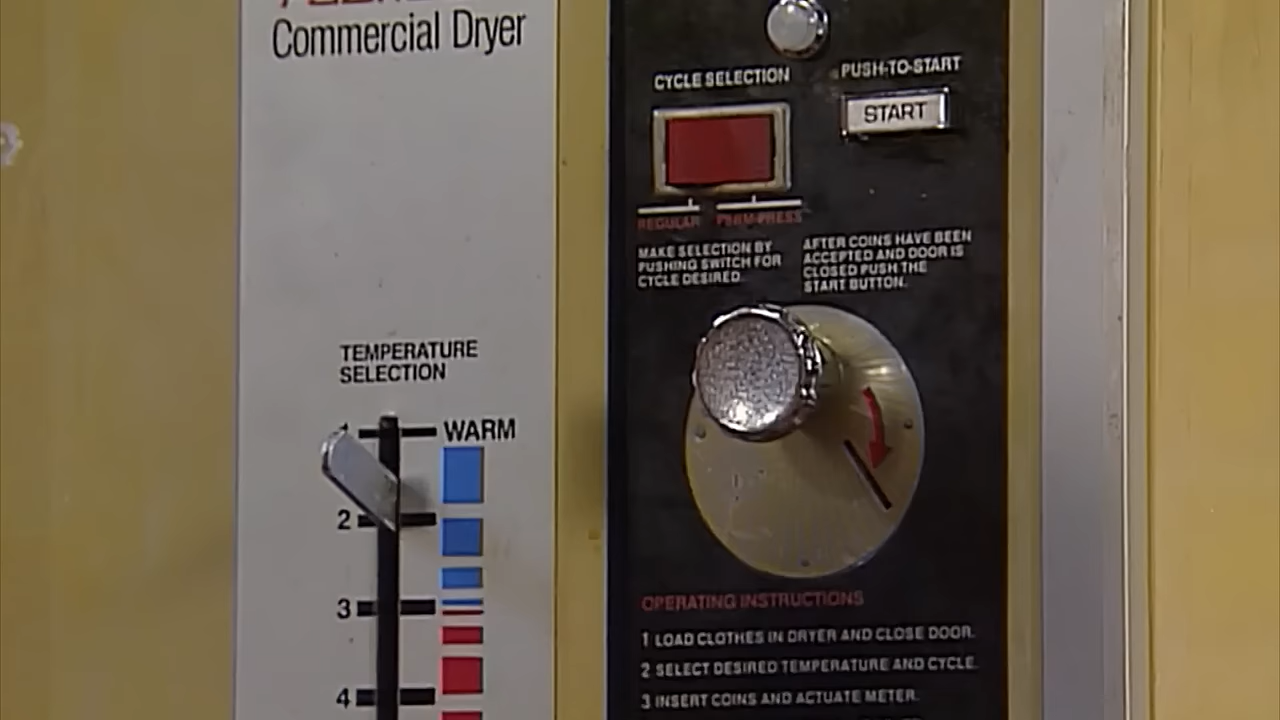 Commercial Dryer
TEMPERATURE
SELECTION
1
WARM
2
3
4
CYCLE SELECTION
PUSH-TO-START
START
REGULAR PERM-PRESS
MAKE SELECTION BY
PUSHING SWITCH FOR
CYCLE DESIRED.
AFTER COINS HAVE BEEN
ACCEPTED AND DOOR IS
CLOSED PUSH THE
START BUTTON.
OPERATING INSTRUCTIONS
1 LOAD CLOTHES IN DRYER AND CLOSE DOOR.
2 SELECT DESIRED TEMPERATURE AND CYCLE.
3 INSERT COINS AND ACTUATE METER.